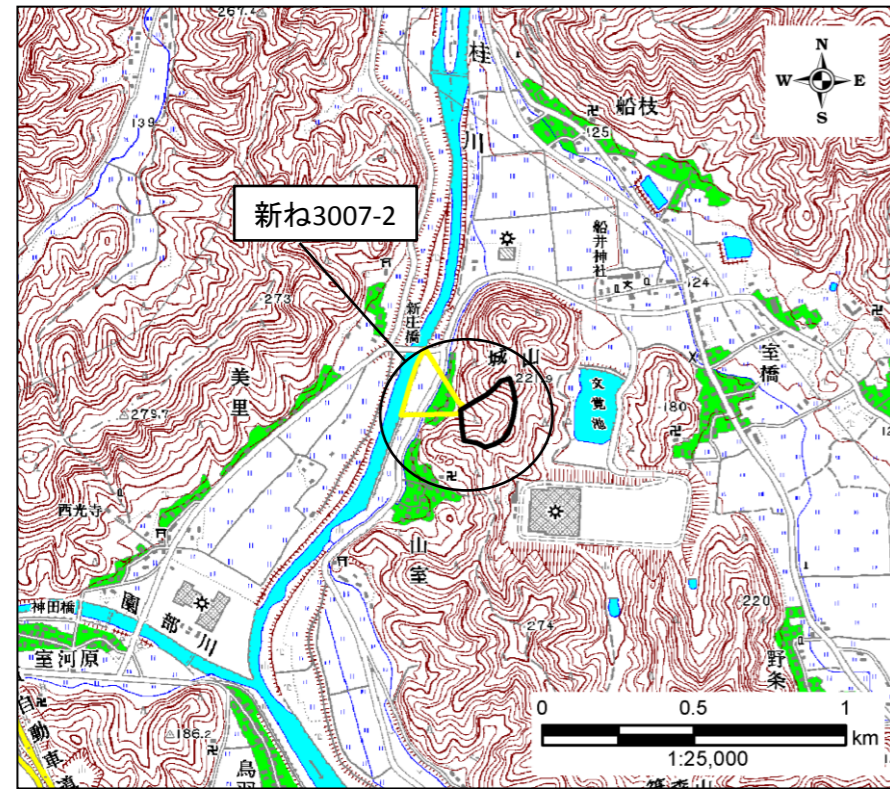 267.4
桂川
船枝
N
W E
S
139
125
新ね3007-2
船井神社
124
273
新庄橋
城山
室橋
美里
文覚池
180
279.7
西光寺
山室
神田橋
園部川
220
274
室河原
野条
自動車道
186.2
鳥羽
0 0.5 1
km
1:25,000